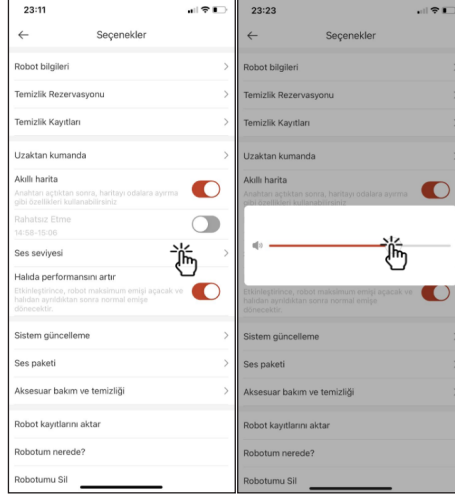 23:11
Seçenekler
Robot bilgileri
Temizlik Rezervasyonu
Temizlik Kayıtları
Uzaktan kumanda
Akıllı harita
Anahtarı açtıktan sonra, haritayı odalara ayırma
gibi özellikleri kullanabilirsiniz
Rahatsız Etme
14:58-15:06
Ses seviyesi
Halıda performansını artır
Etkinleştirince, robot maksimum emişi açacak ve
halıdan ayrıldıktan sonra normal emişe
dönecektir.
Sistem güncelleme
Ses paketi
Aksesuar bakım ve temizliği
Robot kayıtlarını aktar
Robotum nerede?
Robotumu Sil
23:23
Seçenekler
Robot bilgileri
Temizlik Rezervasyonu
Temizlik Kayıtları
Uzaktan kumanda
Akıllı harita
Anahtarı açtıktan sonra, haritayı odalara ayırma
gibi özellikleri kullanabilirsiniz
Etkinleştirince, robot maksimum emişi açacak ve
halıdan ayrıldıktan sonra normal emişe
dönecektir.
Sistem güncelleme
Ses paketi
Aksesuar bakım ve temizliği
Robot kayıtlarını aktar
Robotum nerede?
Robotumu Sil